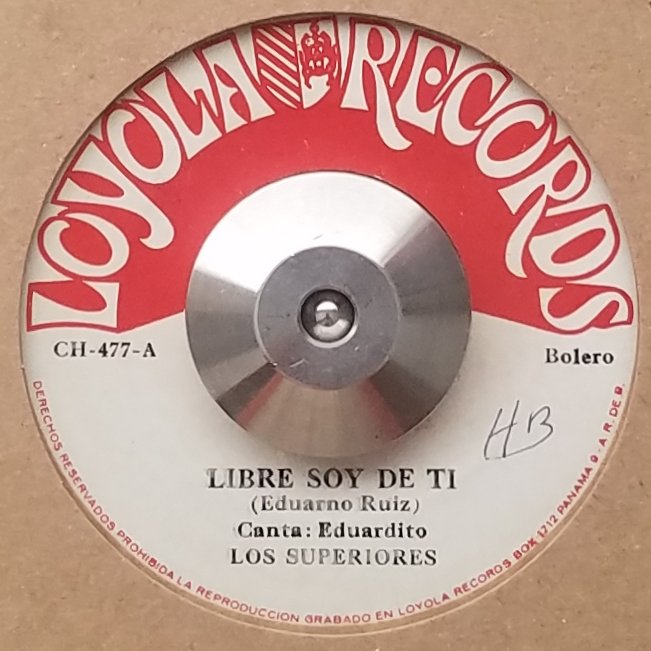 LOYOLA RECORDS
CH-477-A
Bolero
HB
LIBRE SOY DE TI
(Eduarno Ruiz)
Canta: Eduardito
LOS SUPERIORES
DERECHOS RESERVADOS PROHIBIDA LA REPRODUCCION GRABADO EN LOYOLA RECORDS BOX 1712 PANAMA 9 - A. R. DE P.